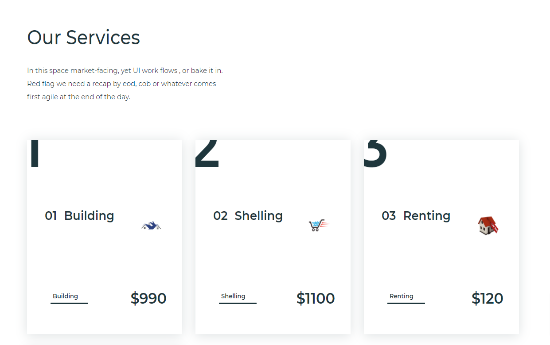 Our Services
In this space market-facing, yet UI work flows , or bake it in.
Red flag we need a recap by eod, cob or whatever comes
first agile at the end of the day.
1
2
3
01 Building
02 Shelling
03 Renting
Building
$990
Shelling
$1100
Renting
$120